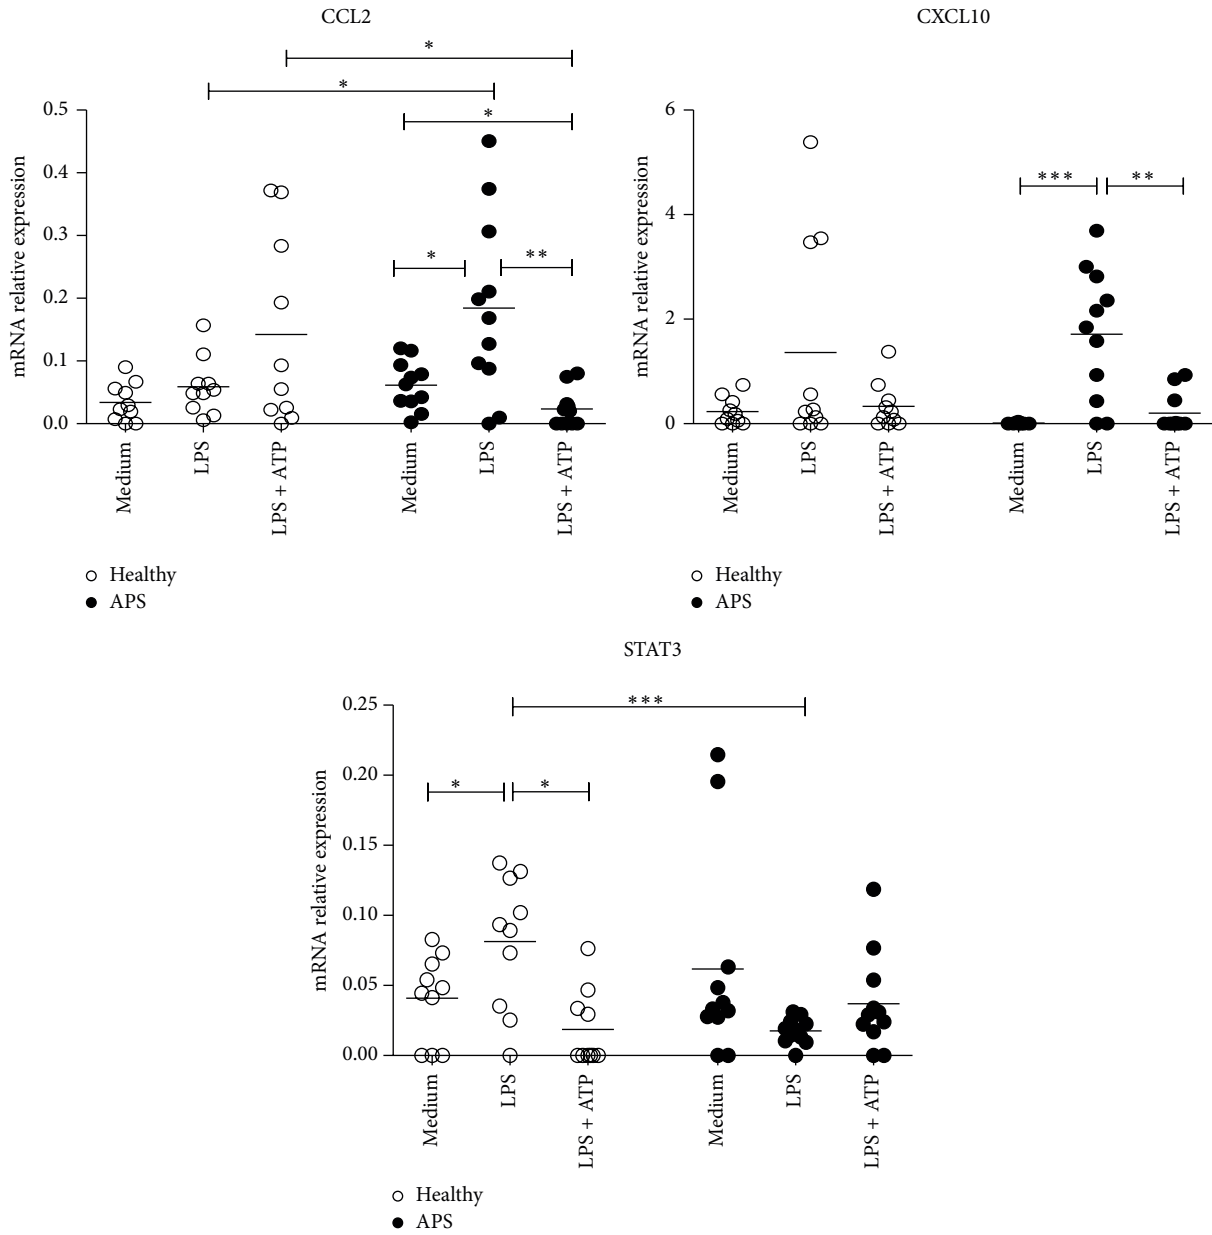 CCL2
*
*
*
*
**
mRNA relative expression
0.5
0.4
0.3
0.2
0.1
0.0
Medium
LPS
LPS + ATP
Medium
LPS
LPS + ATP
Healthy
APS
CXCL10
***
**
mRNA relative expression
6
4
2
0
Medium
LPS
LPS + ATP
Medium
LPS
LPS + ATP
Healthy
APS
STAT3
***
*
*
mRNA relative expression
0.25
0.20
0.15
0.10
0.05
0.00
Medium
LPS
LPS + ATP
Medium
LPS
LPS + ATP
Healthy
APS